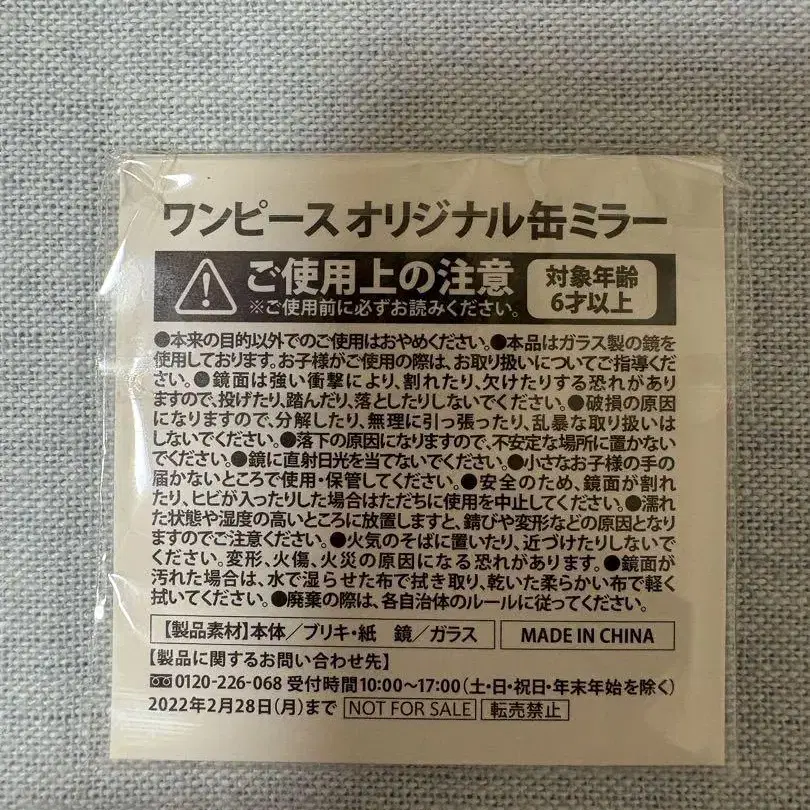 ワンピース オリジナル缶ミラー
ご使用上の注意
※ご使用前に必ずお読みください。
対象年齢
6才以上
●本来の目的以外でのご使用はおやめください。●本品はガラス製の鏡を
使用しております。お子様がご使用の際は、お取り扱いについてご指導くだ
さい。●鏡面は強い衝撃により、割れたり、欠けたりする恐れがあり
ますので、投げたり、踏んだり、落としたりしないでください。●破損の原因
になりますので、分解したり、無理に引っ張ったり、乱暴な取り扱いは
しないでください。●落下の原因になりますので、不安定な場所に置かない
でください。●鏡に直射日光を当てないでください。●小さなお子様の手の
届かないところで使用・保管してください。●安全のため、鏡面が割れ
たり、ヒビが入ったりした場合はただちに使用を中止してください。●濡れ
た状態や湿度の高いところに放置しますと、錆びや変形などの原因となり
ますのでご注意ください。●火気のそばに置いたり、近づけたりしないで
ください。変形、火傷、火災の原因になる恐れがあります。●鏡面が
汚れた場合は、水で湿らせた布で拭き取り、乾いた柔らかい布で軽く
拭いてください。●廃棄の際は、各自治体のルールに従ってください。
【製品素材】本体/ブリキ・紙 鏡/ガラス
MADE IN CHINA
【製品に関するお問い合わせ先】
0120-226-068 受付時間10:00〜17:00(土・日・祝日・年末年始を除く)
2022年2月28日(月)まで NOT FOR SALE 転売禁止